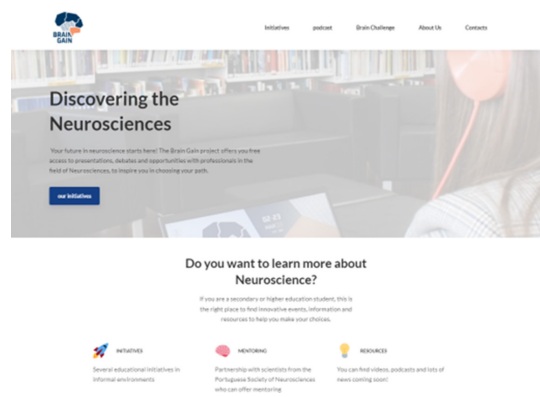 BRAIN
GAIN
Initiatives
podcast
Brain Challenge
About Us
Contacts
Discovering the
Neurosciences
Your future in neuroscience starts here! The Brain Gain project offers you free
access to presentations, debates and opportunities with professionals in the
field of Neurosciences, to inspire you in choosing your path.
our initiatives
Do you want to learn more about
Neuroscience?
If you are a secondary or higher education student, this is
the right place to find innovative events, information and
resources to help you make your choices.
INITIATIVES
Several educational initiatives in
informal environments
MENTORING
Partnership with scientists from the
Portuguese Society of Neurosciences
who can offer mentoring
RESOURCES
You can find videos, podcasts and lots of
news coming soon!